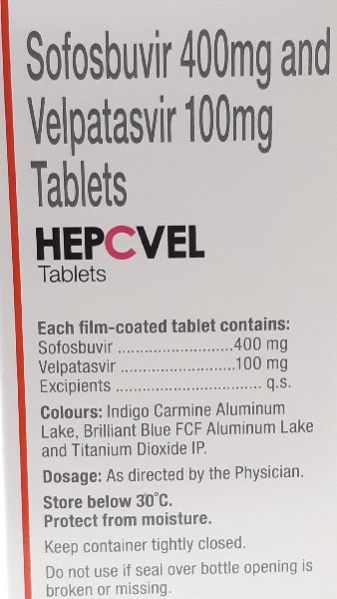 Sofosbuvir 400mg and
Velpatasvir 100mg
Tablets
HEPCVEL
Tablets
Each film-coated tablet contains:
Sofosbuvir ..........................400 mg
Velpatasvir ..........................100 mg
Excipients ................................. q.s.
Colours: Indigo Carmine Aluminum
Lake, Brilliant Blue FCF Aluminum Lake
and Titanium Dioxide IP.
Dosage: As directed by the Physician.
Store below 30°C.
Protect from moisture.
Keep container tightly closed.
Do not use if seal over bottle opening is
broken or missing.